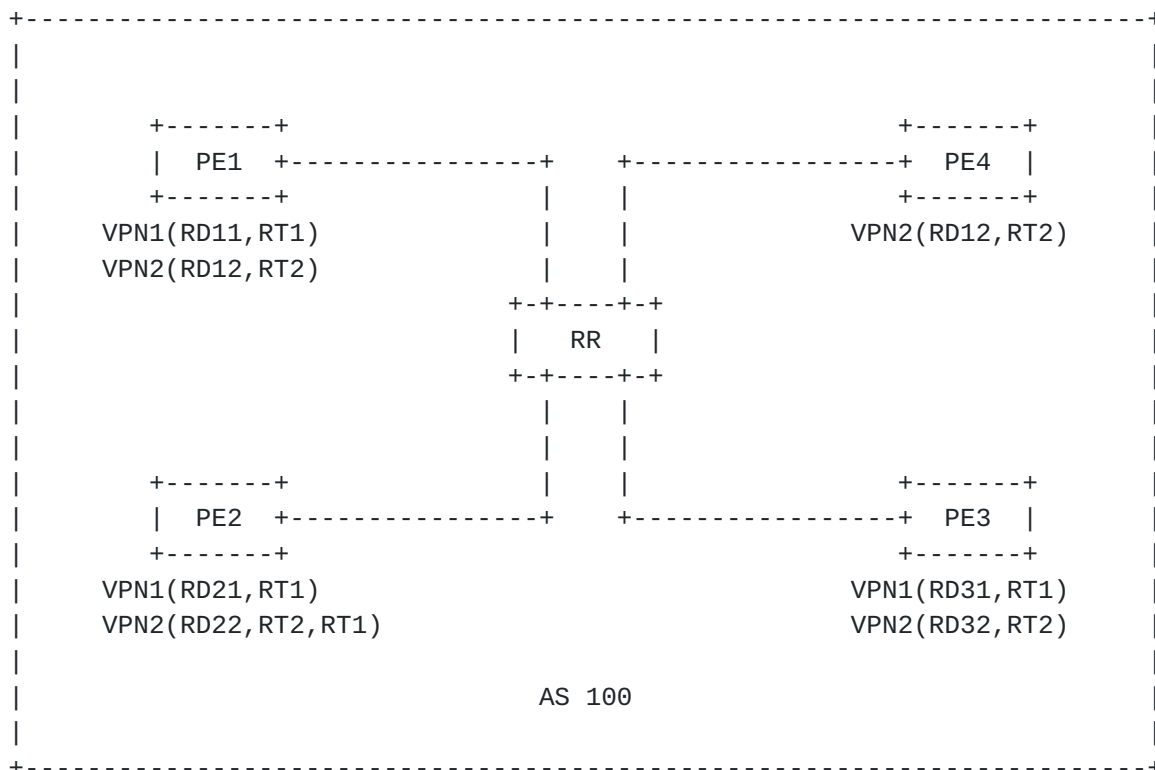 PE1 PE4
VPN1(RD11,RT1) VPN2(RD12,RT2)
VPN2(RD12,RT2)
RR
PE2 PE3
VPN1(RD21,RT1) VPN1(RD31,RT1)
VPN2(RD22,RT2,RT1) VPN2(RD32,RT2)
AS 100